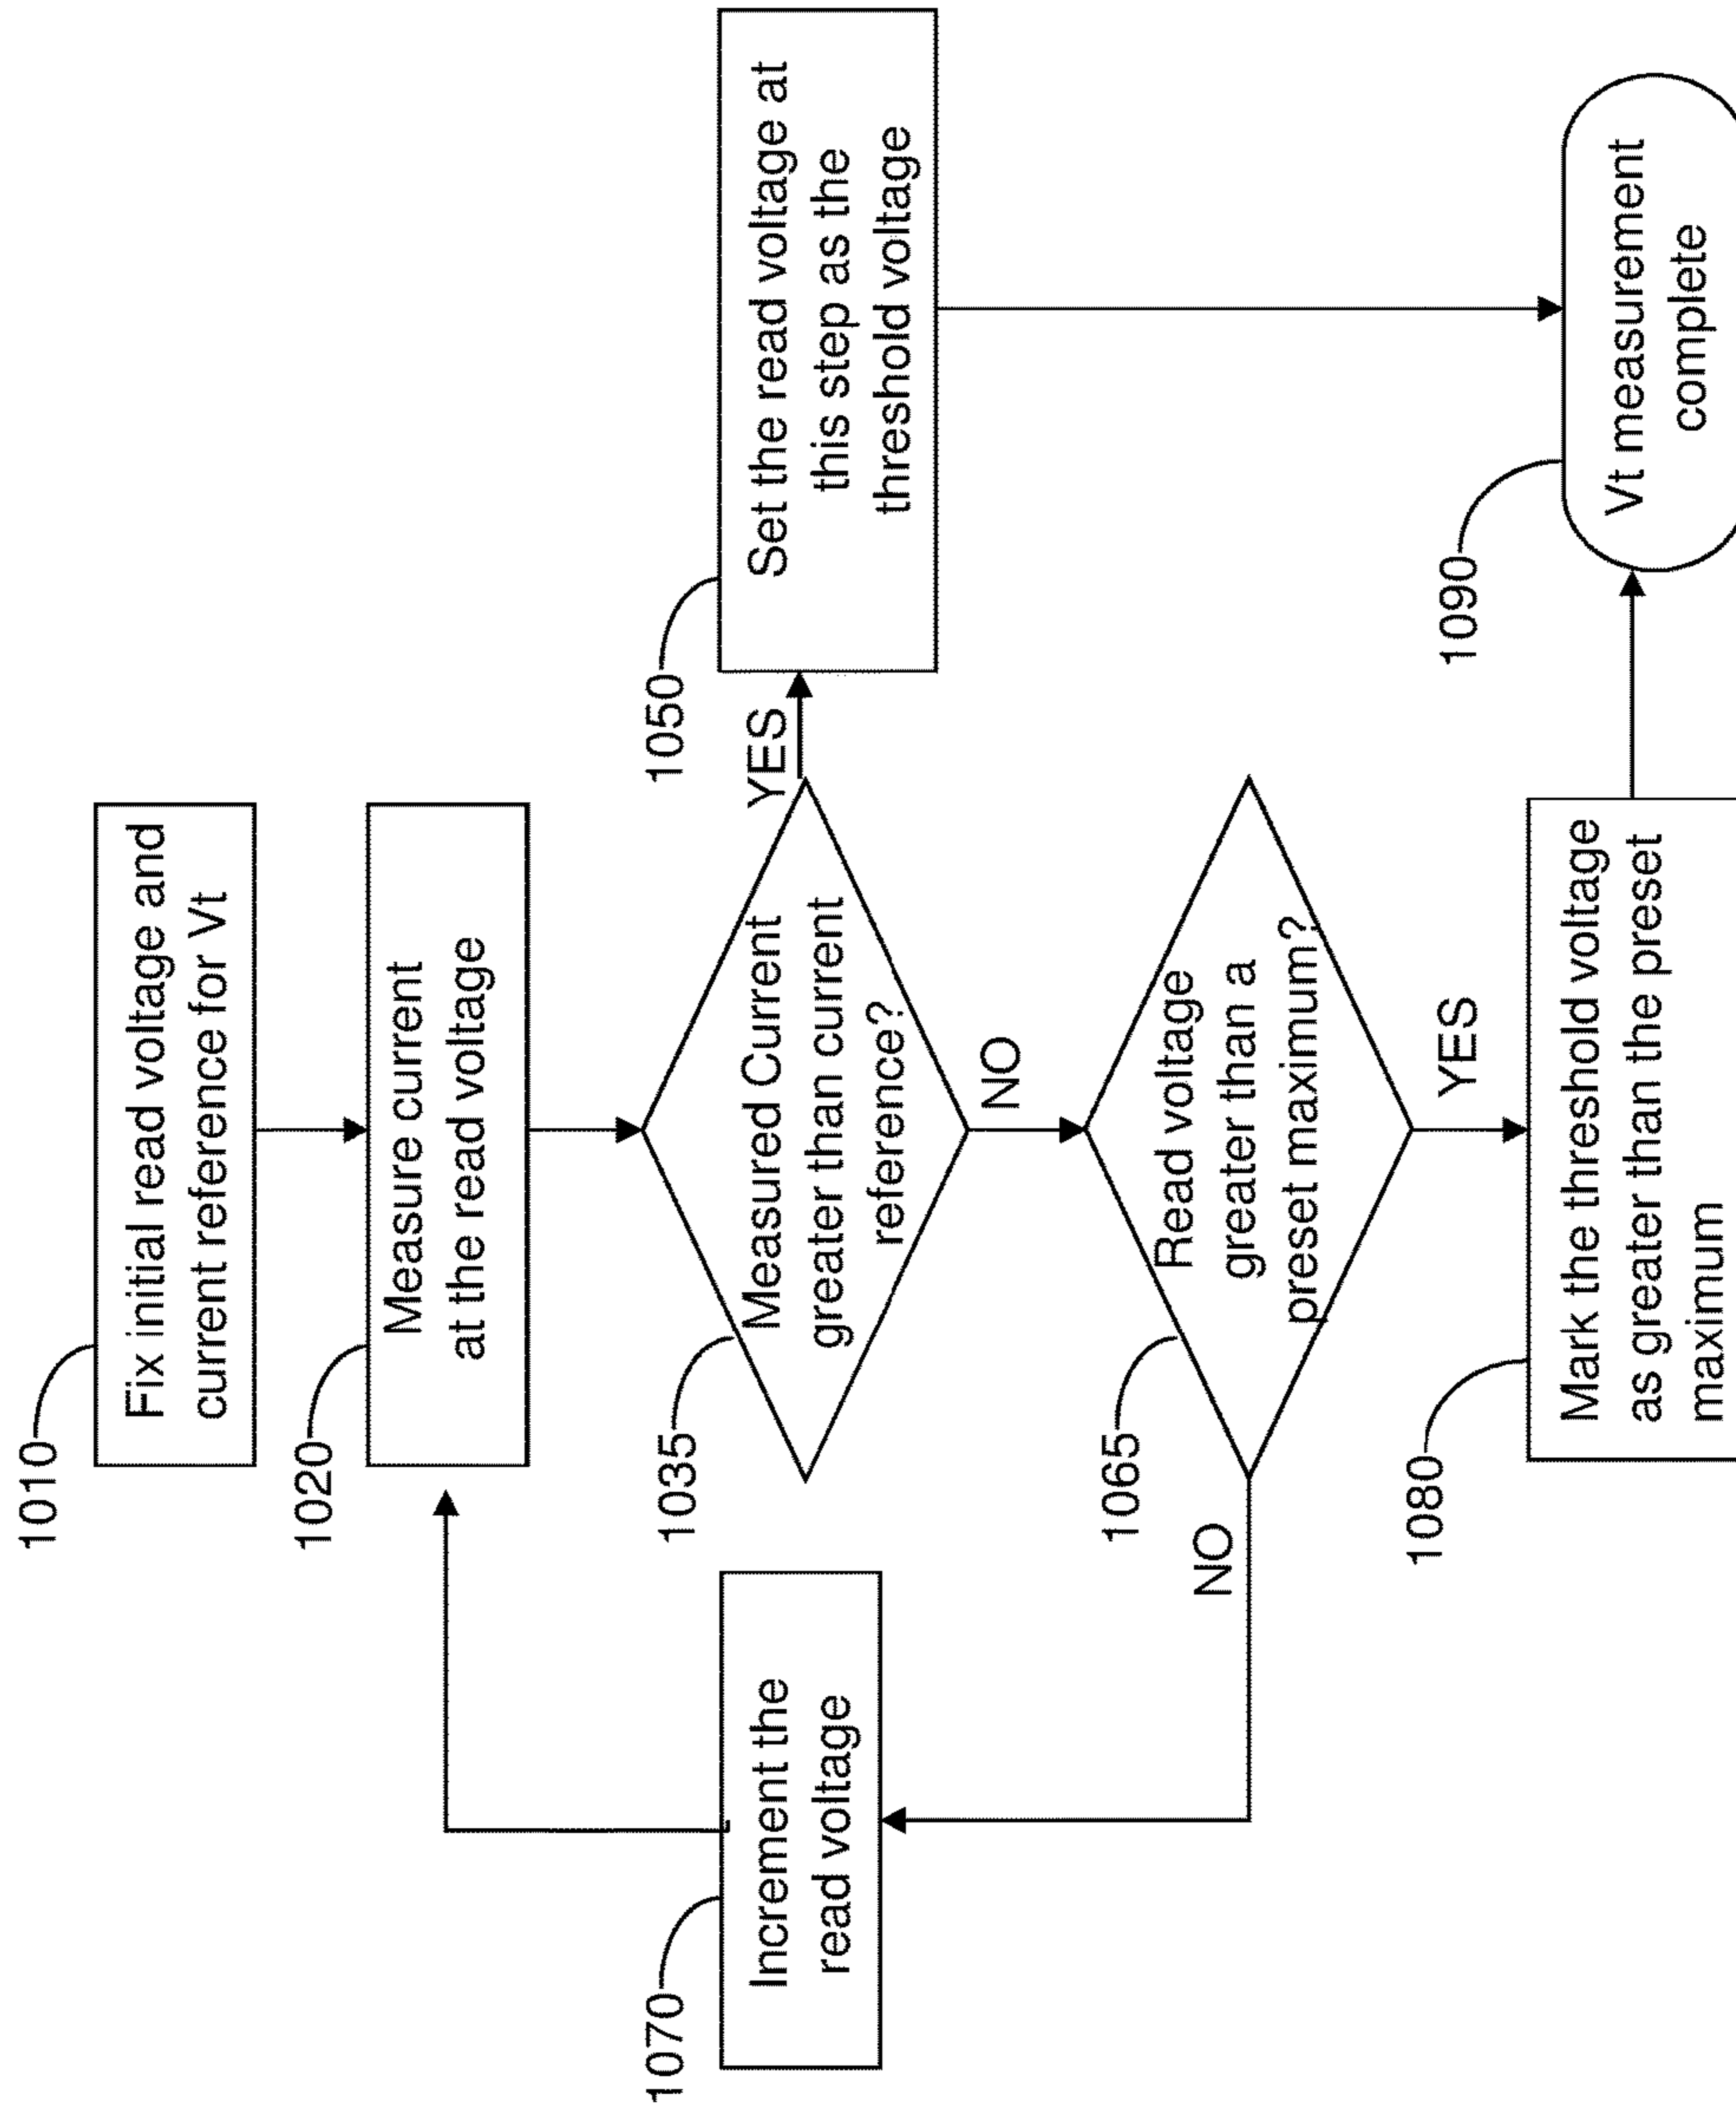 1010
Fix initial read voltage and
current reference for Vt
1020
Measure current
at the read voltage
1035
Measured Current
greater than current
reference?
YES
1050
Set the read voltage at
this step as the
threshold voltage
NO
1065
Read voltage
greater than a
preset maximum?
NO
1070
Increment the
read voltage
YES
1080
Mark the threshold voltage
as greater than the preset
maximum
1090
Vt measurement
complete